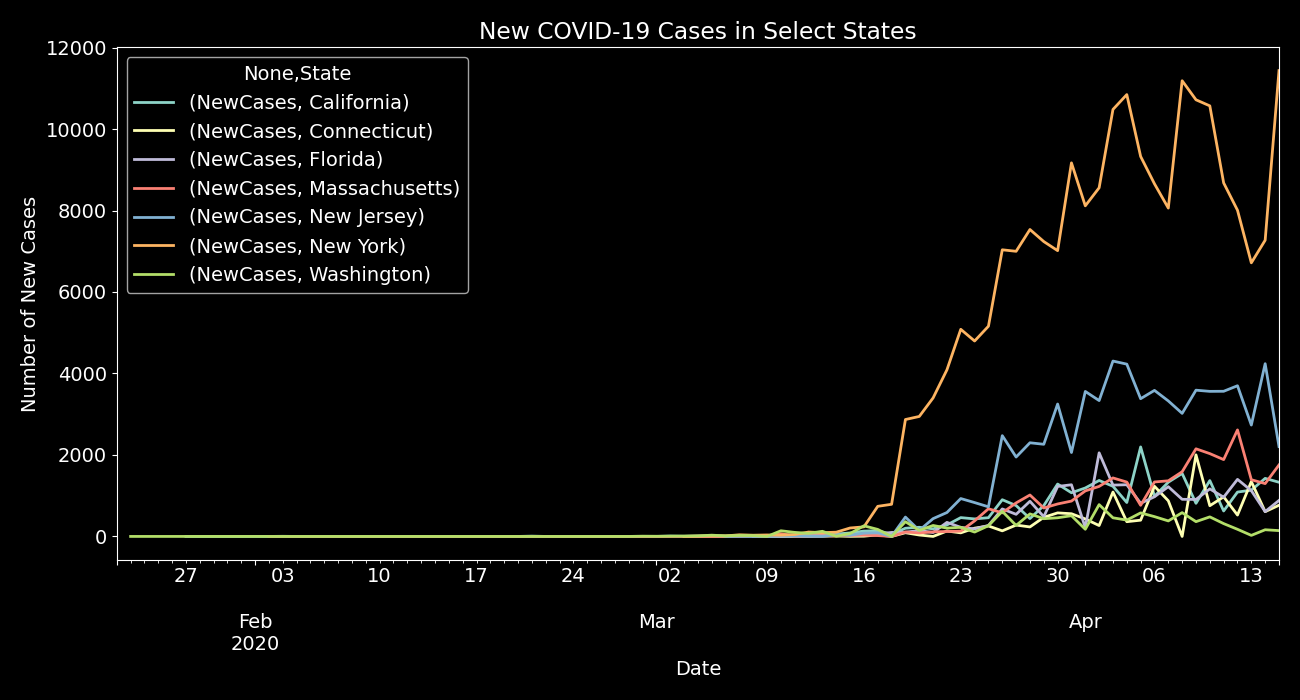 New COVID-19 Cases in Select States
12000
10000
8000
6000
4000
2000
0
Number of New Cases
None,State
(NewCases, California)
(NewCases, Connecticut)
(NewCases, Florida)
(NewCases, Massachusetts)
(NewCases, New Jersey)
(NewCases, New York)
(NewCases, Washington)
27 03 10 17 24 02 09 16 23 30 06 13
Feb Mar Apr
2020
Date